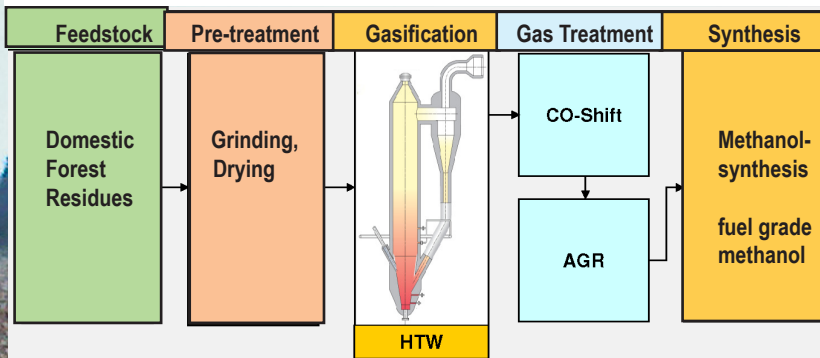 Feedstock
Pre-treatment
Gasification
Gas Treatment
Synthesis
Domestic
Forest
Residues
Grinding,
Drying
HTW
CO-Shift
AGR
Methanol-
synthesis
fuel grade
methanol